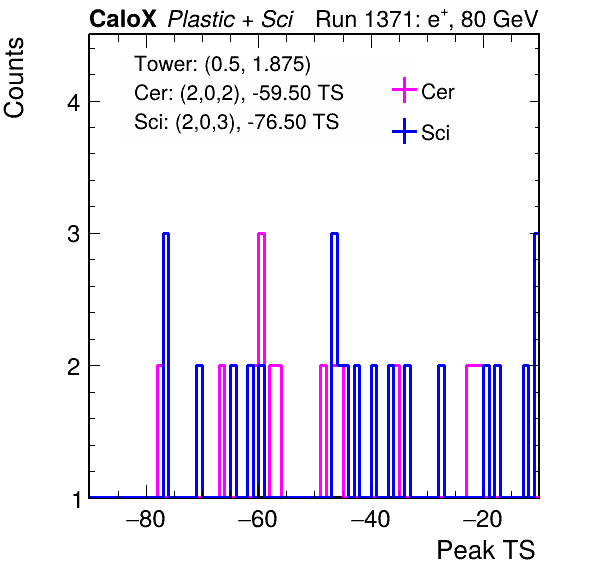 CaloX Plastic + Sci Run 1371: e+, 80 GeV
Counts
Tower: (0.5, 1.875)
Cer: (2,0,2), -59.50 TS
Sci: (2,0,3), -76.50 TS
Cer
Sci
4
3
2
1
−80 −60 −40 −20
Peak TS